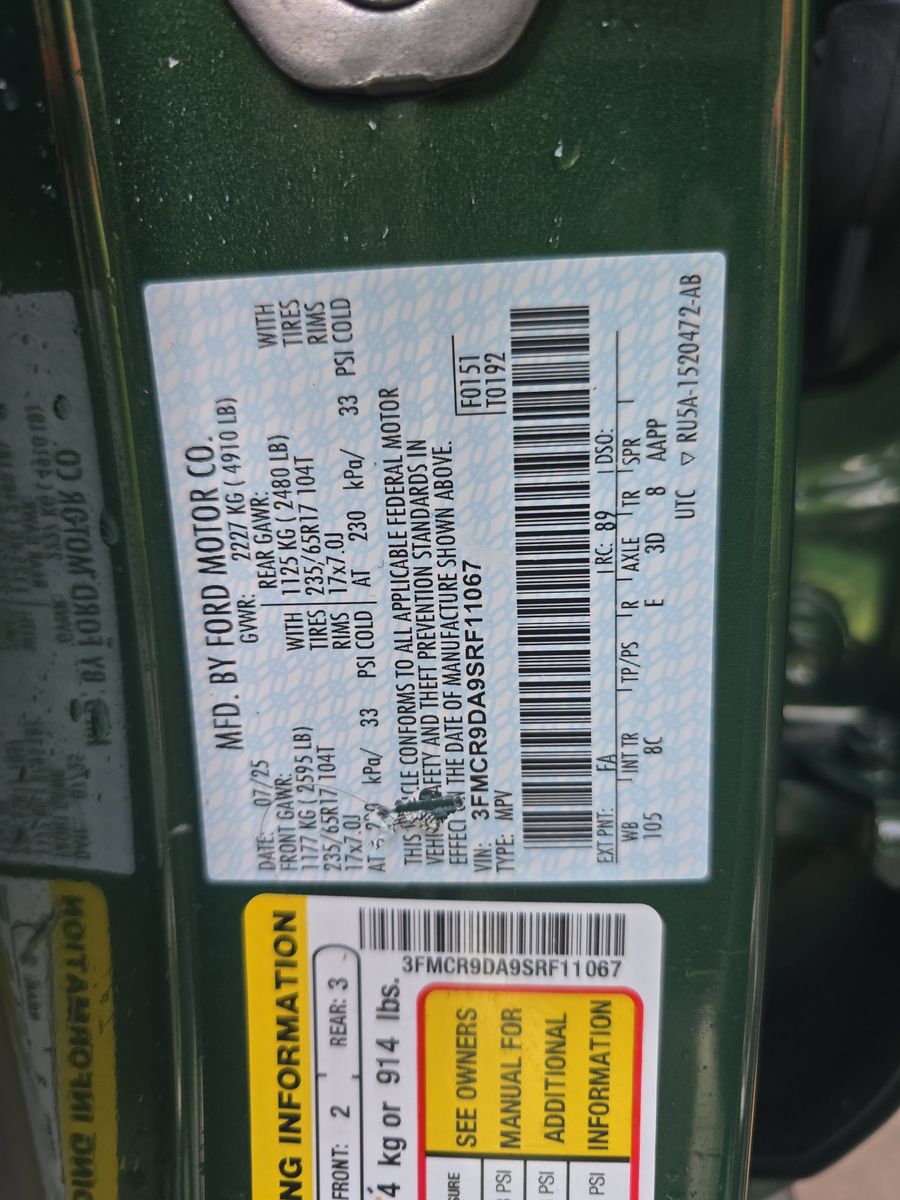 MFD. BY FORD MOTOR CO.
DATE: 07/25 GVWR: 2227 KG ( 4910 LB)
FRONT GAWR: REAR GAWR: WITH
1177 KG ( 2595 LB) WITH 1125 KG ( 2480 LB) TIRES
235/65R17 104T TIRES 235/65R17 104T RIMS
17x7.0J RIMS 17x7.0J
AT kPa/ 33 PSI COLD AT 230 kPa/ 33 PSI COLD
THIS CONFORMS TO ALL APPLICABLE FEDERAL MOTOR
AND THEFT PREVENTION STANDARDS IN
THE DATE OF MANUFACTURE SHOWN ABOVE.
VIN: 3FMCR9DA9SRF11067 F0151
TYPE: MPV T0192
EXT PNT: FA RC: 89 DSO:
WB INT TR TP/PS R AXLE TR SPR
105 8C E 3D 8 AAPP
UTC ▽ RU5A-1520472-AB
NG INFORMATION
FRONT: 2 REAR: 3
4 kg or 914 lbs.
3FMCR9DA9SRF11067
SURE
PSI
PSI
PSI
SEE OWNERS
MANUAL FOR
ADDITIONAL
INFORMATION